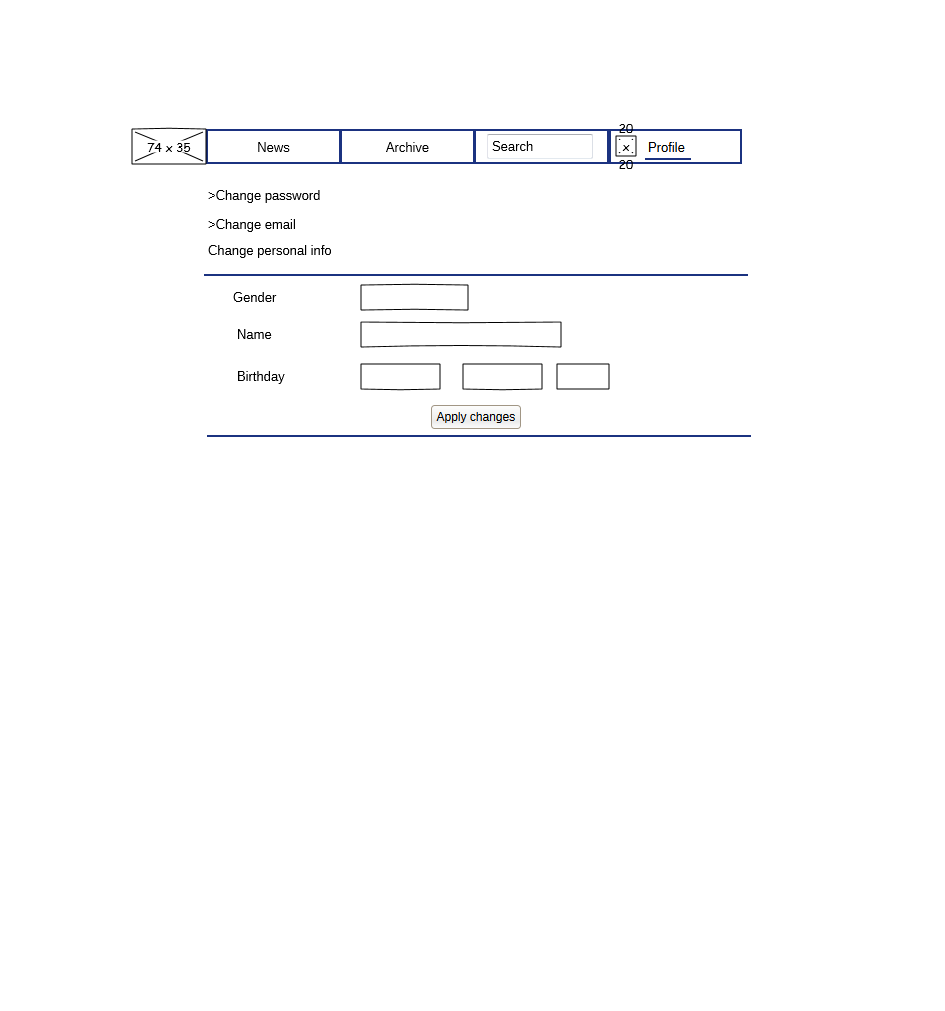 74 x 35 News Archive Search 20 x 20 Profile
>Change password
>Change email
Change personal info
Gender
Name
Birthday
Apply changes